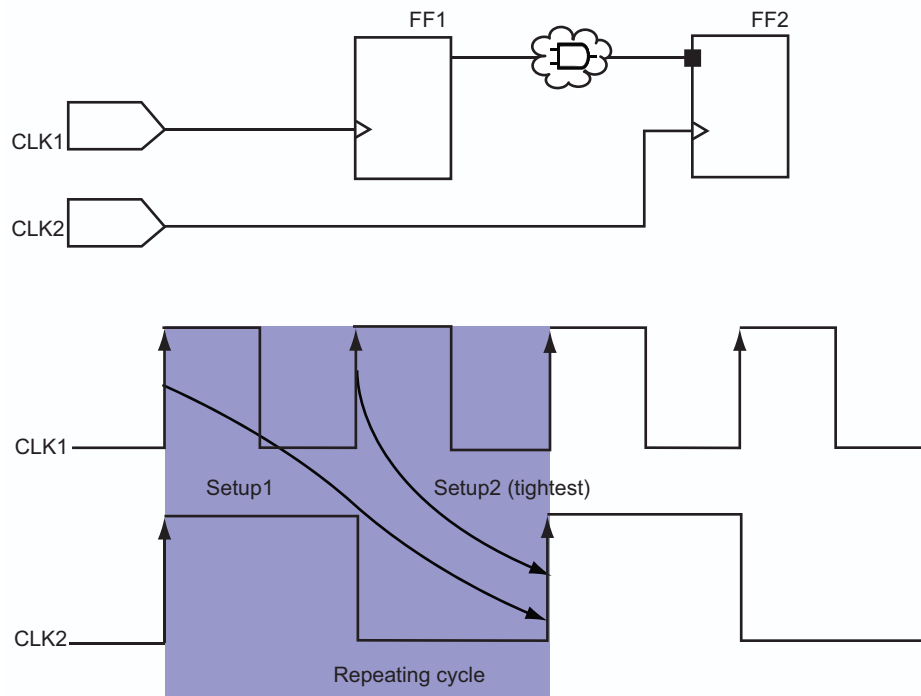 FF1
FF2
CLK1
CLK2
CLK1
Setup1
Setup2 (tightest)
CLK2
Repeating cycle